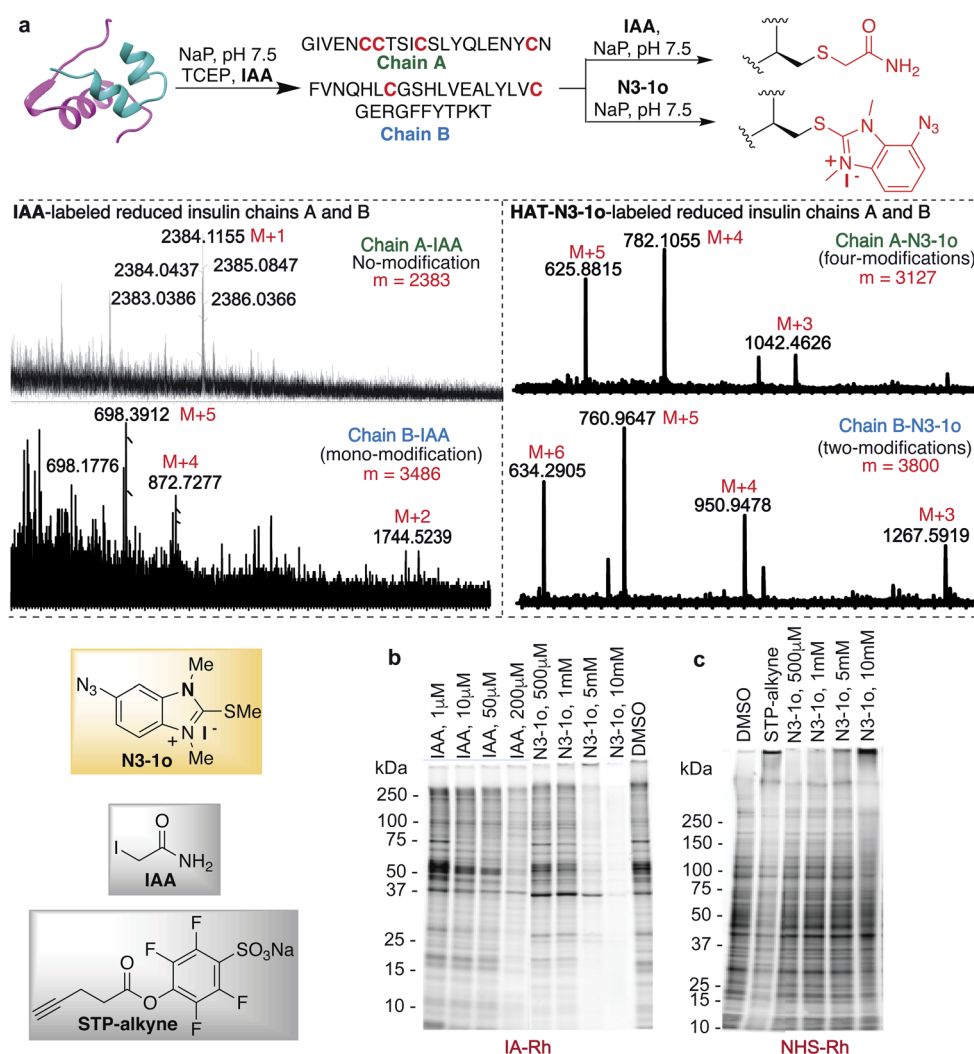 a
NaP, pH 7.5
TCEP, IAA
GIVENCCTSICSLYQLENYCN
Chain A
FVNQHLCGSHLVEALYLVC
GERGFFYTPKT
Chain B
IAA,
NaP, pH 7.5
N3-1o
NaP, pH 7.5
S
O
NH2
S
N
N3
+
N
I -
IAA-labeled reduced insulin chains A and B
2384.1155 M+1
2384.0437
2385.0847
2383.0386
2386.0366
Chain A-IAA
No-modification
m = 2383
698.3912 M+5
698.1776
M+4
872.7277
M+2
1744.5239
Chain B-IAA
(mono-modification)
m = 3486
HAT-N3-1o-labeled reduced insulin chains A and B
M+5
625.8815
782.1055 M+4
M+3
1042.4626
Chain A-N3-1o
(four-modifications)
m = 3127
M+6
634.2905
760.9647 M+5
M+4
950.9478
M+3
1267.5919
Chain B-N3-1o
(two-modifications)
m = 3800
N3
Me
N
SMe
N
+ I -
Me
N3-1o
O
I
NH2
IAA
F
F
SO3Na
O
O
F
F
STP-alkyne
b
IAA, 1µM
IAA, 10µM
IAA, 50µM
IAA, 200µM
N3-1o, 500µM
N3-1o, 1mM
N3-1o, 5mM
N3-1o, 10mM
DMSO
kDa
250 -
100 -
75 -
50 -
37 -
25 -
15 -
10 -
IA-Rh
c
DMSO
STP-alkyne
N3-1o, 500µM
N3-1o, 1mM
N3-1o, 5mM
N3-1o, 10mM
kDa
250 -
150 -
100 -
75 -
50 -
37 -
25 -
15 -
10 -
NHS-Rh